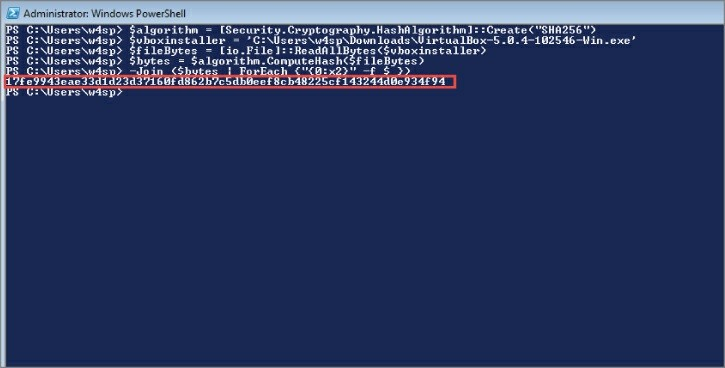 Administrator: Windows PowerShell
PS C:\Users\w4sp> $algorithm = [Security.Cryptography.HashAlgorithm]::Create("SHA256")
PS C:\Users\w4sp> $vboxinstaller = 'C:\Users\w4sp\Downloads\VirtualBox-5.0.4-102546-Win.exe'
PS C:\Users\w4sp> $fileBytes = [io.File]::ReadAllBytes($vboxinstaller)
PS C:\Users\w4sp> $bytes = $algorithm.ComputeHash($fileBytes)
PS C:\Users\w4sp> -Join ($bytes | ForEach {"{0:x2}" -f $_})
17fe9943eae33d1d23d37160fd862b7c5db0eef8cb48225cf143244d0e934f94
PS C:\Users\w4sp>